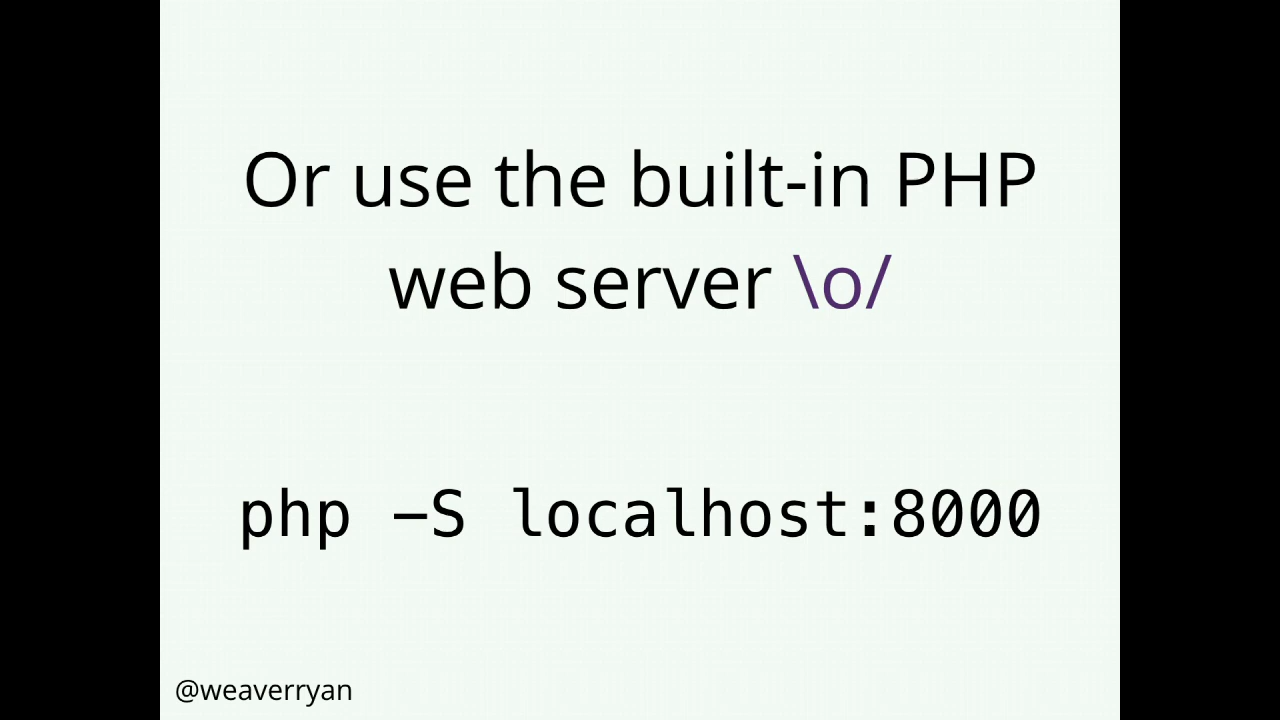 Or use the built-in PHP
web server \o/
php -S localhost:8000
@weaverryan